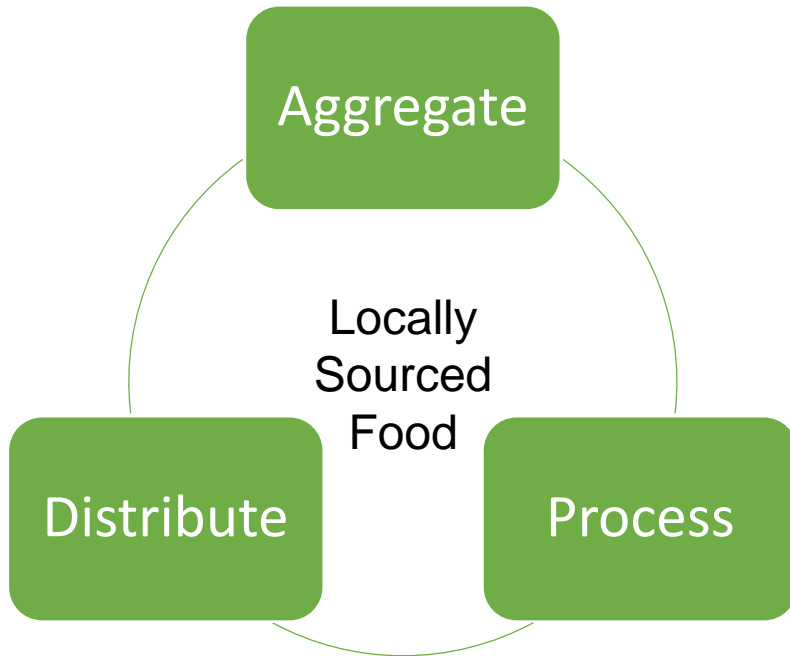 Aggregate
Locally
Sourced
Food
Distribute
Process